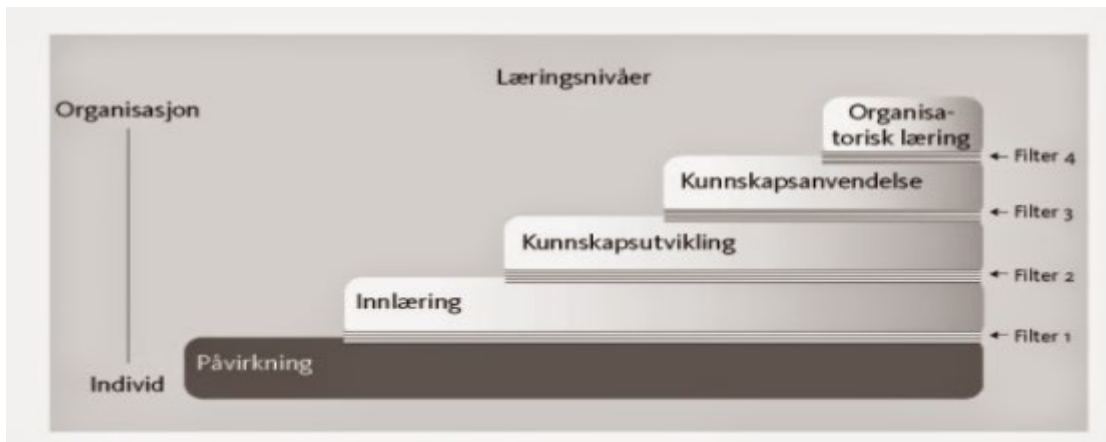 Læringsnivåer
Organisasjon
Organisa-
torisk læring
← Filter 4
Kunnskapsanvendelse
← Filter 3
Kunnskapsutvikling
← Filter 2
Innlæring
← Filter 1
Påvirkning
Individ